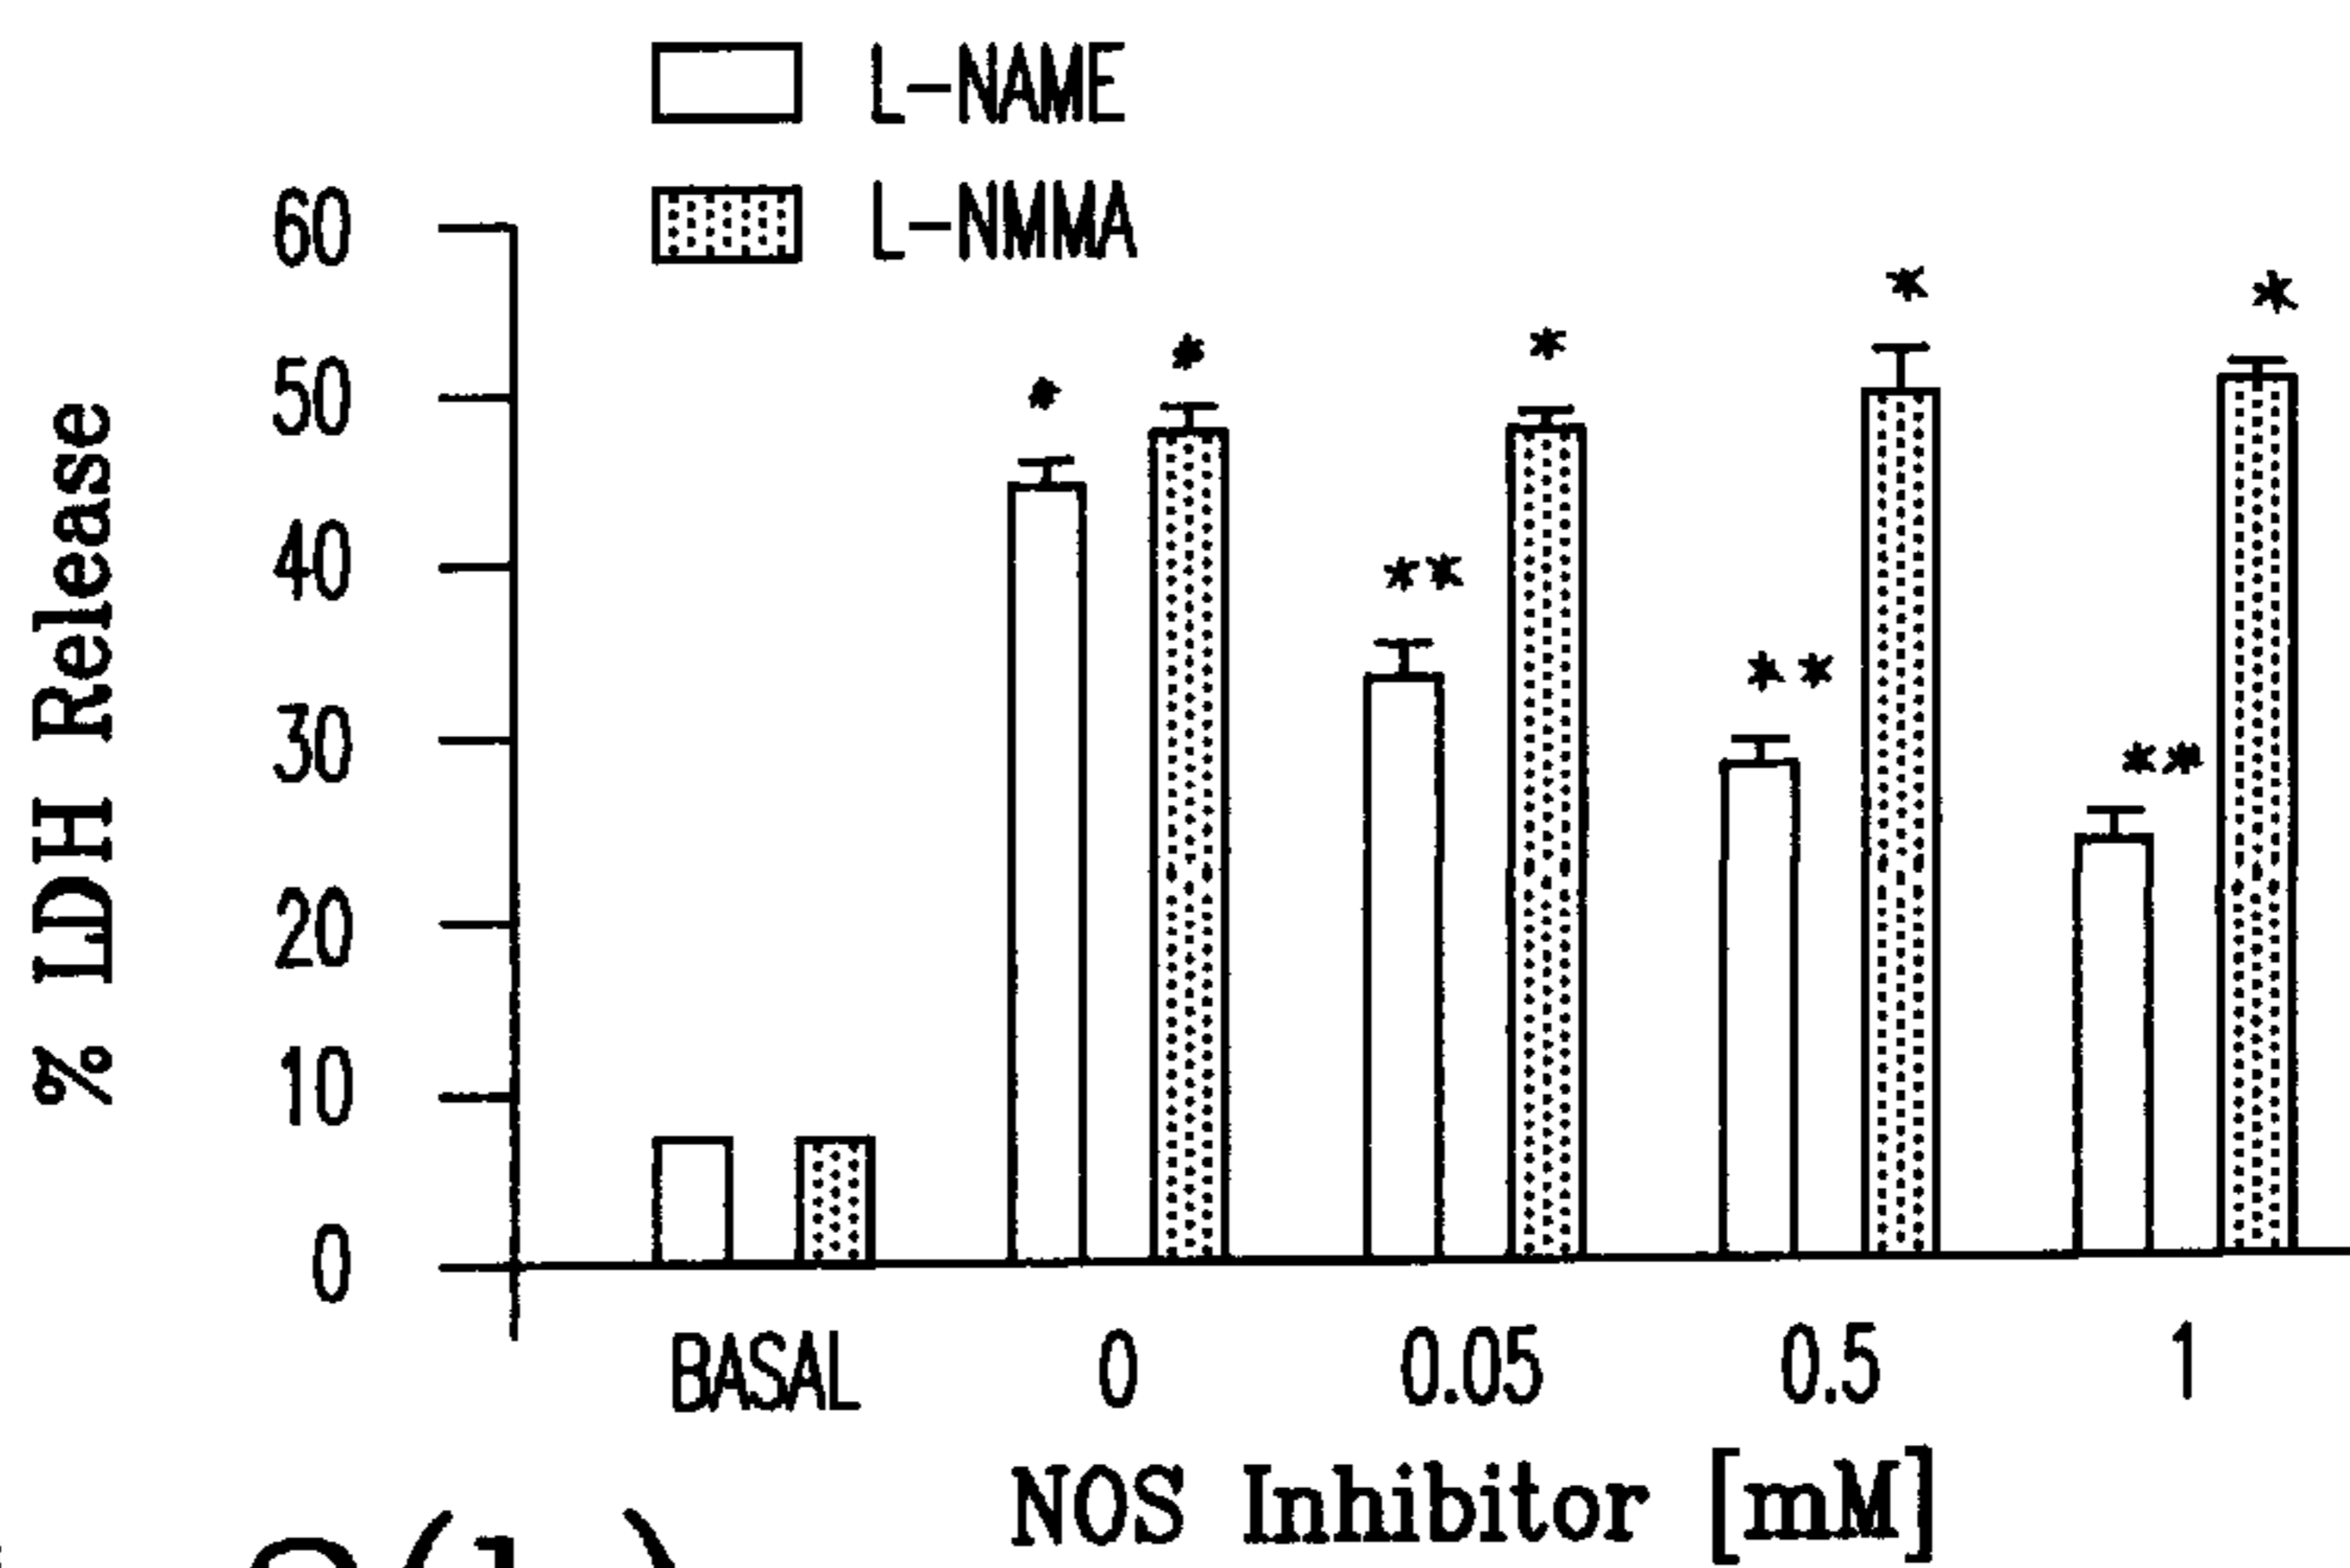 L-NAME
L-NMMA
% LDH Release
60
50
40
30
20
10
0
* * ** * ** * ** *
BASAL 0 0.05 0.5 1
NOS Inhibitor [mM]